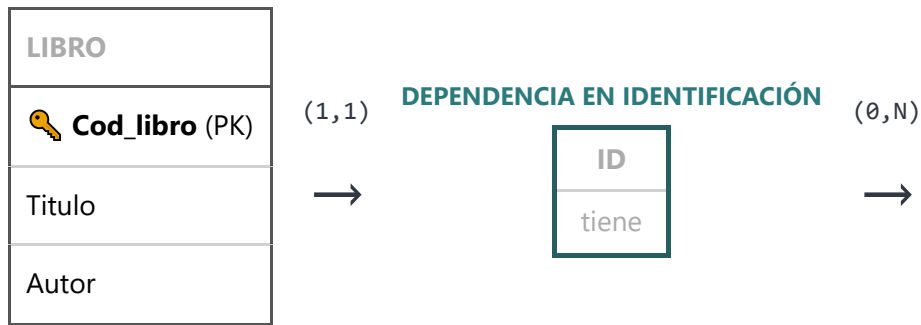 LIBRO
Cod_libro (PK)
Titulo
Autor
(1,1)
→
DEPENDENCIA EN IDENTIFICACIÓN
ID
tiene
(0,N)
→